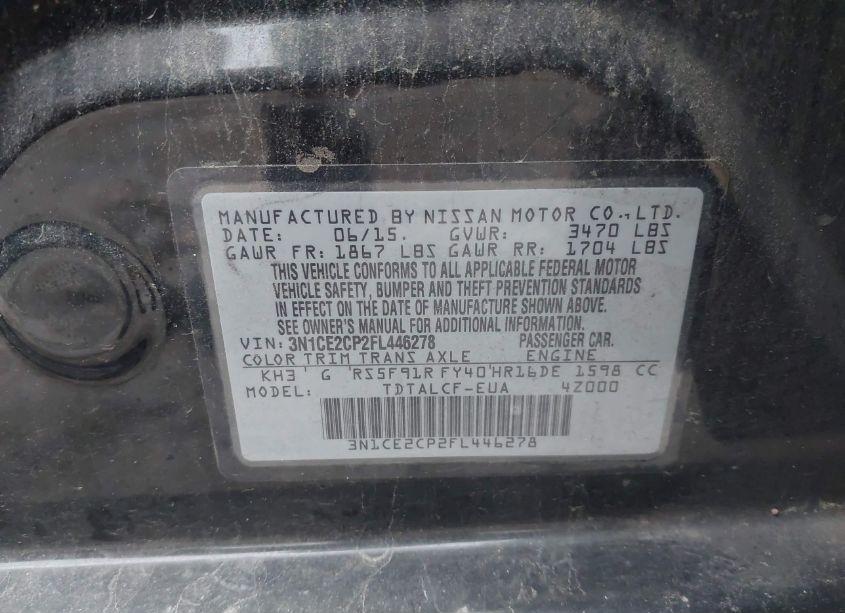 MANUFACTURED BY NISSAN MOTOR CO., LTD.
DATE: 06/15. GVWR: 3470 LBS
GAWR FR: 1867 LBS GAWR RR: 1704 LBS
THIS VEHICLE CONFORMS TO ALL APPLICABLE FEDERAL MOTOR
VEHICLE SAFETY, BUMPER AND THEFT PREVENTION STANDARDS
IN EFFECT ON THE DATE OF MANUFACTURE SHOWN ABOVE.
SEE OWNER'S MANUAL FOR ADDITIONAL INFORMATION.
VIN: 3N1CE2CP2FL446278 PASSENGER CAR.
COLOR TRIM TRANS AXLE ENGINE
KH3 G RS5F91R FY40 HR16DE 1598 CC
MODEL: TDTALCF-EUA 4Z000
3N1CE2CP2FL446278